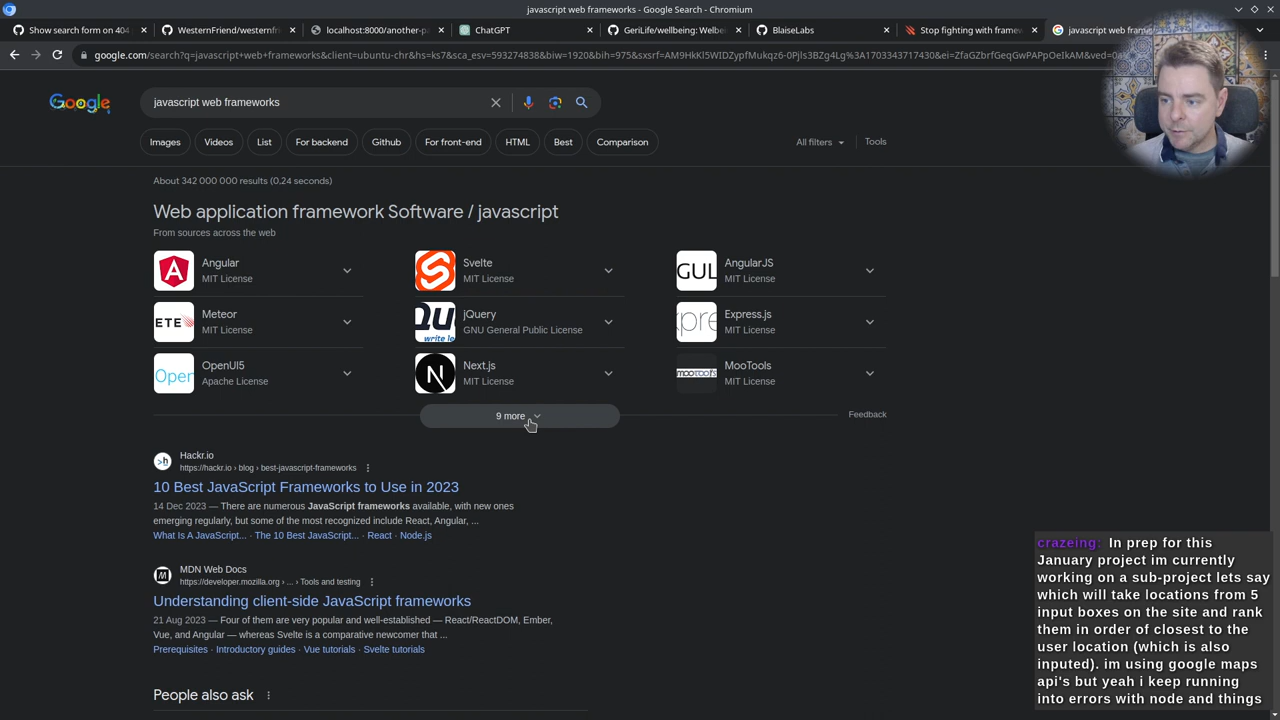 javascript web frameworks - Google Search - Chromium
Show search form on 404
WesternFriend/westernfr
localhost:8000/another-pa
ChatGPT
GeriLife/wellbeing: Wellbe
BlaiseLabs
Stop fighting with framew
javascript web fram
google.com/search?q=javascript+web+frameworks&client=ubuntu-chr&hs=ks7&sca_esv=593274838&biw=1920&bih=975&sxsrf=AM9HkKl5WIDZypfMukqz6-0Pjls3BZg4Lg%3A1703343717430&ei=ZfaGZbrfGeqGwPAPpOeIkAM&ved=0a
Google
javascript web frameworks
Images
Videos
List
For backend
Github
For front-end
HTML
Best
Comparison
All filters
Tools
About 342 000 000 results (0,24 seconds)
Web application framework Software / javascript
From sources across the web
Angular
MIT License
Svelte
MIT License
GUL
AngularJS
MIT License
ETE
Meteor
MIT License
QU
write le
jQuery
GNU General Public License
xpre
Express.js
MIT License
Open
OpenUI5
Apache License
N
Next.js
MIT License
mootools
MooTools
MIT License
9 more
Feedback
>h
Hackr.io
https://hackr.io › blog › best-javascript-frameworks
10 Best JavaScript Frameworks to Use in 2023
14 Dec 2023 — There are numerous JavaScript frameworks available, with new ones
emerging regularly, but some of the most recognized include React, Angular, ...
What Is A JavaScript... · The 10 Best JavaScript... · React · Node.js
MDN Web Docs
https://developer.mozilla.org › ... › Tools and testing
Understanding client-side JavaScript frameworks
21 Aug 2023 — Four of them are very popular and well-established — React/ReactDOM, Ember,
Vue, and Angular — whereas Svelte is a comparative newcomer that ...
Prerequisites · Introductory guides · Vue tutorials · Svelte tutorials
People also ask
crazeing: In prep for this
January project im currently
working on a sub-project lets say
which will take locations from 5
input boxes on the site and rank
them in order of closest to the
user location (which is also
inputed). im using google maps
api's but yeah i keep running
into errors with node and things